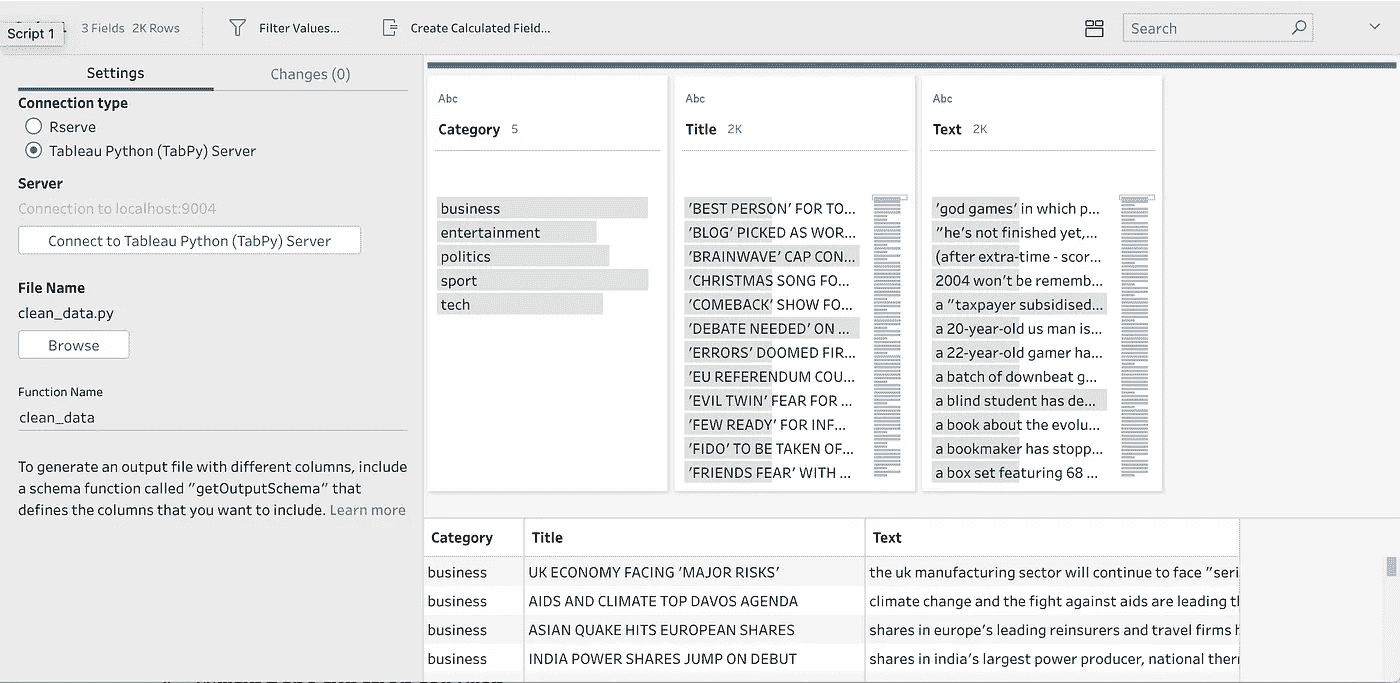 Script 1
3 Fields 2K Rows
Filter Values...
Create Calculated Field...
Search
Settings
Changes (0)
Connection type
Rserve
Tableau Python (TabPy) Server
Server
Connection to localhost:9004
Connect to Tableau Python (TabPy) Server
File Name
clean_data.py
Browse
Function Name
clean_data
To generate an output file with different columns, include
a schema function called "getOutputSchema" that
defines the columns that you want to include. Learn more
Abc
Category 5
business
entertainment
politics
sport
tech
Abc
Title 2K
'BEST PERSON' FOR TO...
'BLOG' PICKED AS WOR...
'BRAINWAVE' CAP CON...
'CHRISTMAS SONG FO...
'COMEBACK' SHOW FO...
'DEBATE NEEDED' ON ...
'ERRORS' DOOMED FIR...
'EU REFERENDUM COU...
'EVIL TWIN' FEAR FOR ...
'FEW READY' FOR INF...
'FIDO' TO BE TAKEN OF...
'FRIENDS FEAR' WITH ...
Abc
Text 2K
'god games' in which p...
"he's not finished yet,...
(after extra-time - scor...
2004 won't be rememb...
a "taxpayer subsidised...
a 20-year-old us man is...
a 22-year-old gamer ha...
a batch of downbeat g...
a blind student has de...
a book about the evolu...
a bookmaker has stopp...
a box set featuring 68 ...
Category Title Text
business UK ECONOMY FACING 'MAJOR RISKS' the uk manufacturing sector will continue to face "seri
business AIDS AND CLIMATE TOP DAVOS AGENDA climate change and the fight against aids are leading
business ASIAN QUAKE HITS EUROPEAN SHARES shares in europe's leading reinsurers and travel firms
business INDIA POWER SHARES JUMP ON DEBUT shares in india's largest power producer, national ther